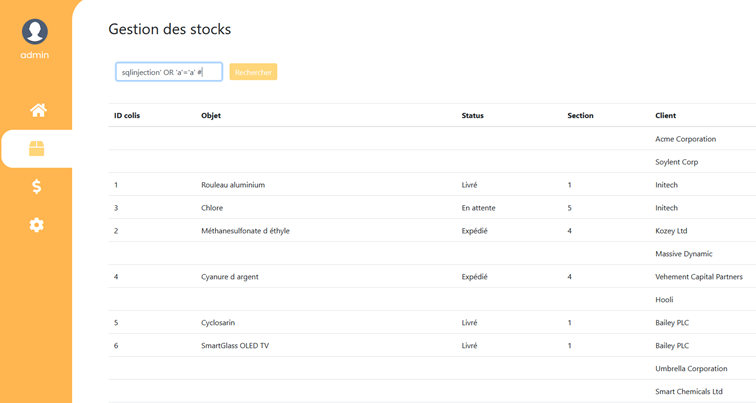 Gestion des stocks
admin
sqlinjection' OR 'a'='a' #
Rechercher
ID colis Objet Status Section Client
Acme Corporation
Soylent Corp
1 Rouleau aluminium Livré 1 Initech
3 Chlore En attente 5 Initech
2 Méthanesulfonate d éthyle Expédié 4 Kozey Ltd
Massive Dynamic
4 Cyanure d argent Expédié 4 Vehement Capital Partners
Hooli
5 Cyclosarin Livré 1 Bailey PLC
6 SmartGlass OLED TV Livré 1 Bailey PLC
Umbrella Corporation
Smart Chemicals Ltd